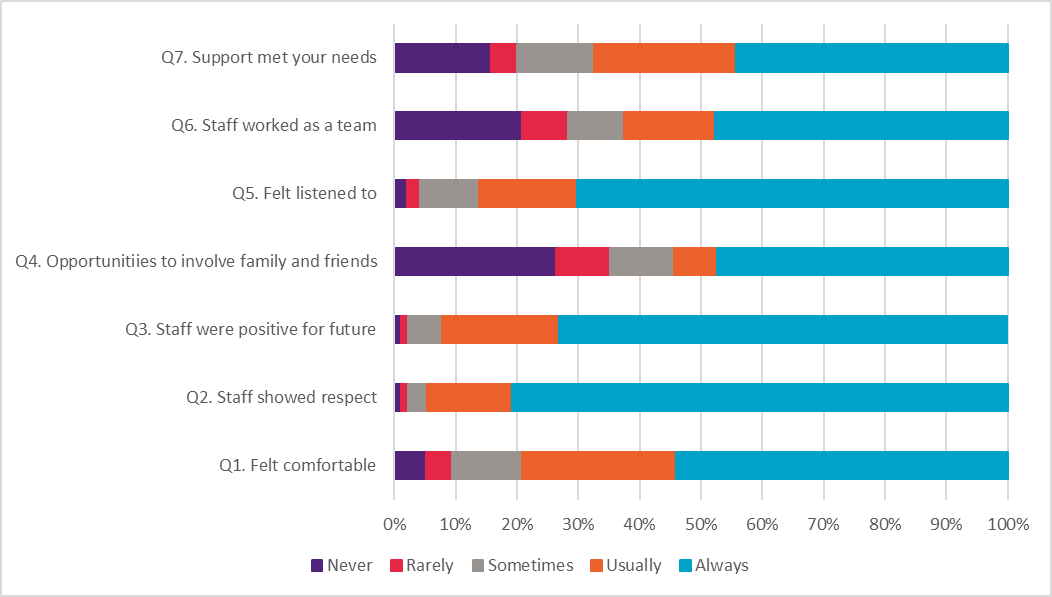 Q7. Support met your needs
Q6. Staff worked as a team
Q5. Felt listened to
Q4. Opportunitiies to involve family and friends
Q3. Staff were positive for future
Q2. Staff showed respect
Q1. Felt comfortable
0% 10% 20% 30% 40% 50% 60% 70% 80% 90% 100%
Never Rarely Sometimes Usually Always